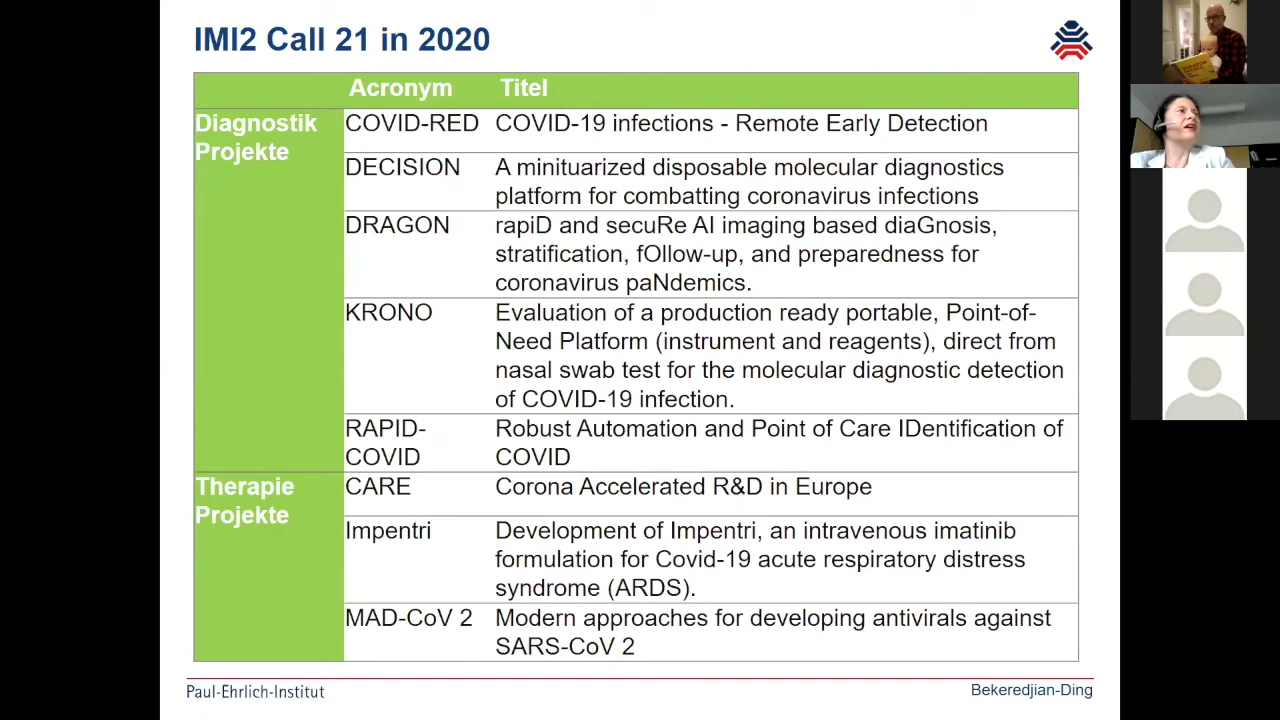 IMI2 Call 21 in 2020
Acronym Titel
Diagnostik
Projekte
COVID-RED COVID-19 infections - Remote Early Detection
DECISION A minituarized disposable molecular diagnostics
platform for combatting coronavirus infections
DRAGON rapiD and secuRe AI imaging based diaGnosis,
stratification, fOllow-up, and preparedness for
coronavirus paNdemics.
KRONO Evaluation of a production ready portable, Point-of-
Need Platform (instrument and reagents), direct from
nasal swab test for the molecular diagnostic detection
of COVID-19 infection.
RAPID-
COVID
Robust Automation and Point of Care IDentification of
COVID
Therapie
Projekte
CARE Corona Accelerated R&D in Europe
Impentri Development of Impentri, an intravenous imatinib
formulation for Covid-19 acute respiratory distress
syndrome (ARDS).
MAD-CoV 2 Modern approaches for developing antivirals against
SARS-CoV 2
Paul-Ehrlich-Institut
Bekeredjian-Ding